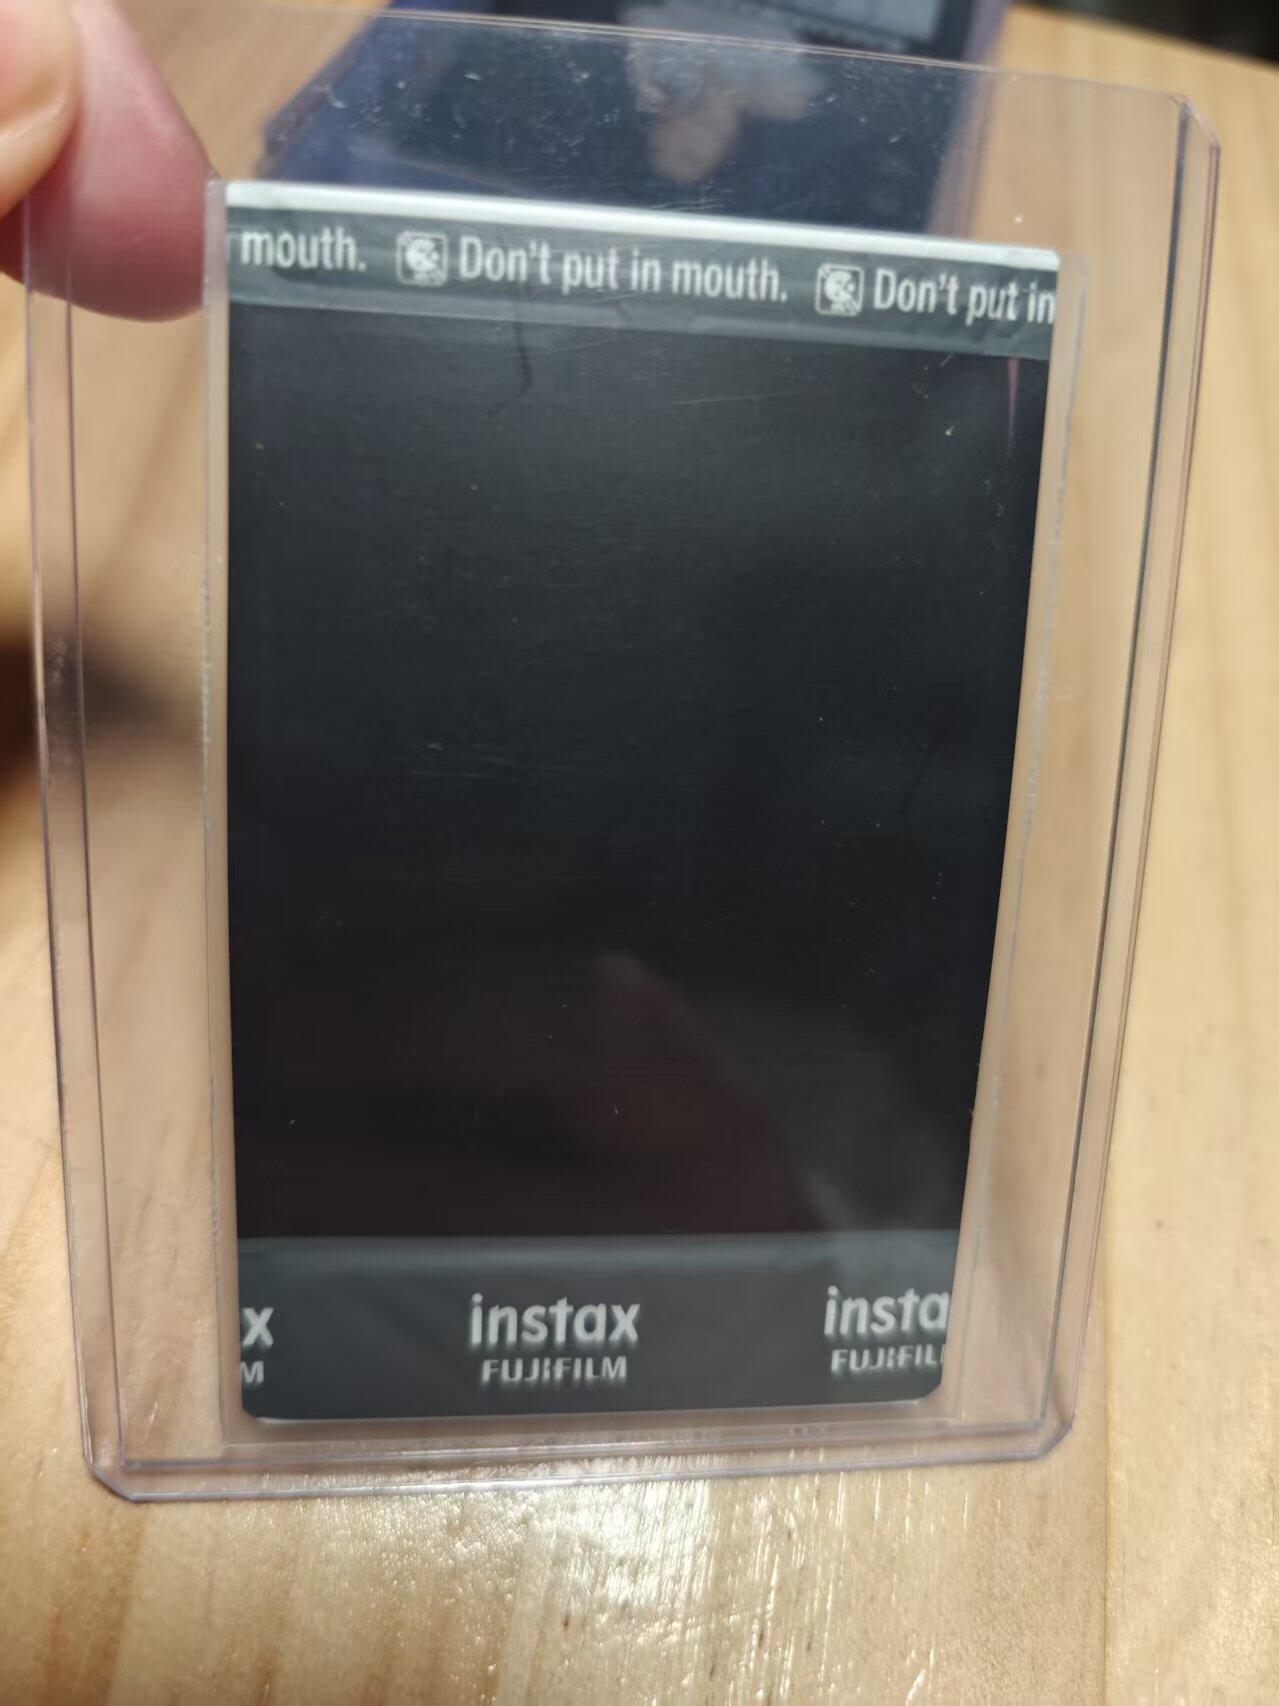 mouth. Don't put in mouth. Don't put in
x instax insta
M FUJIFILM FUJIFIL